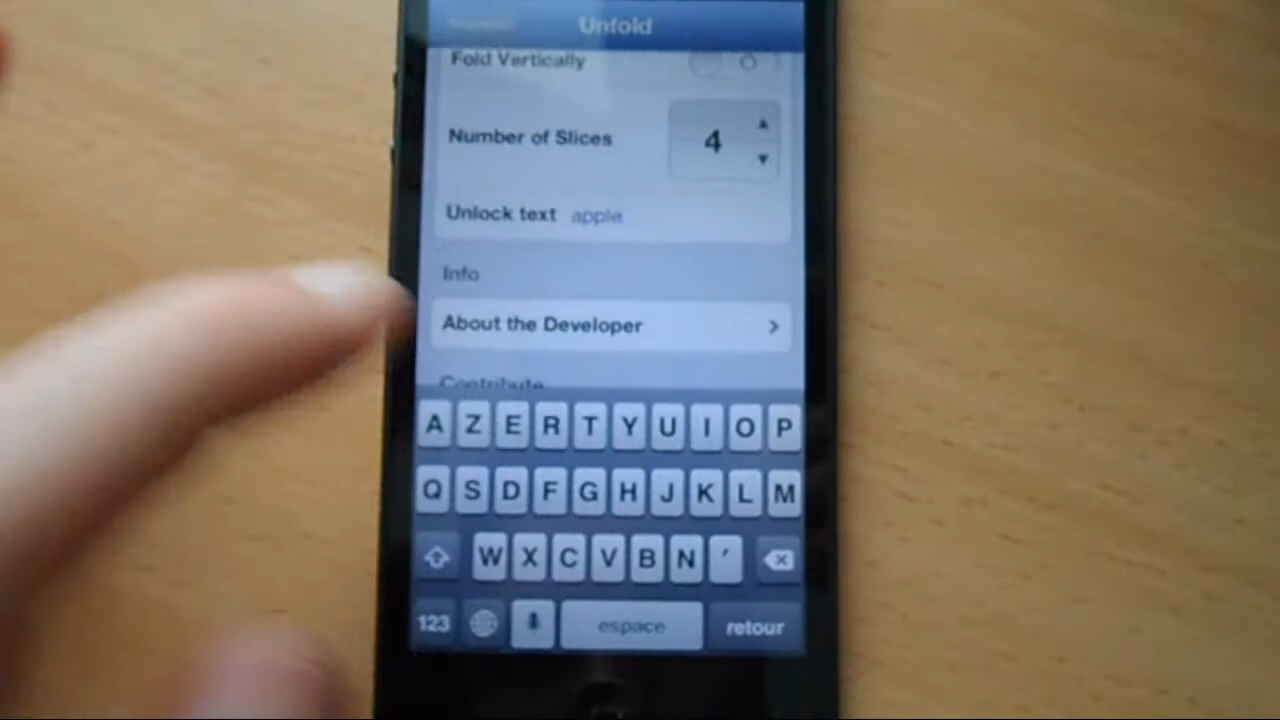 Unfold
Fold Vertically
Number of Slices 4
Unlock text apple
Info
About the Developer
Contribute
A Z E R T Y U I O P
Q S D F G H J K L M
W X C V B N '
123 espace retour